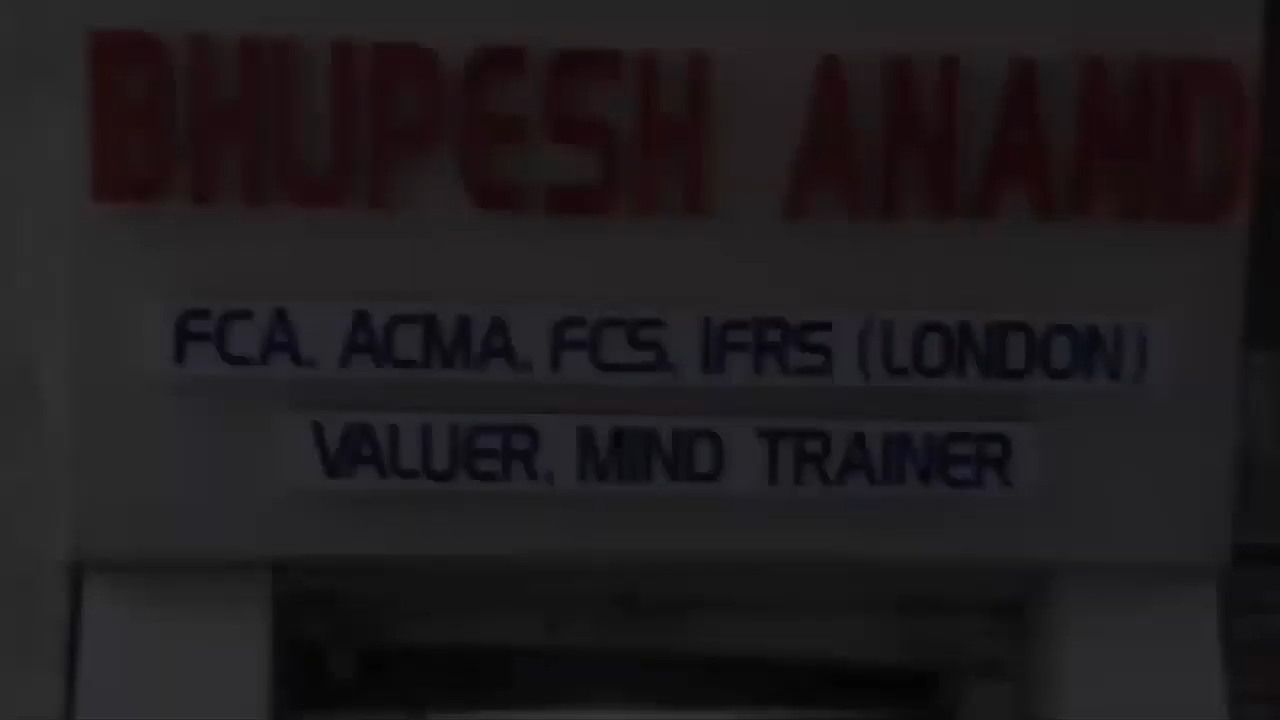 BHUPESH ANAND
FCA, ACMA, FCS, IFRS (LONDON)
VALUER, MIND TRAINER